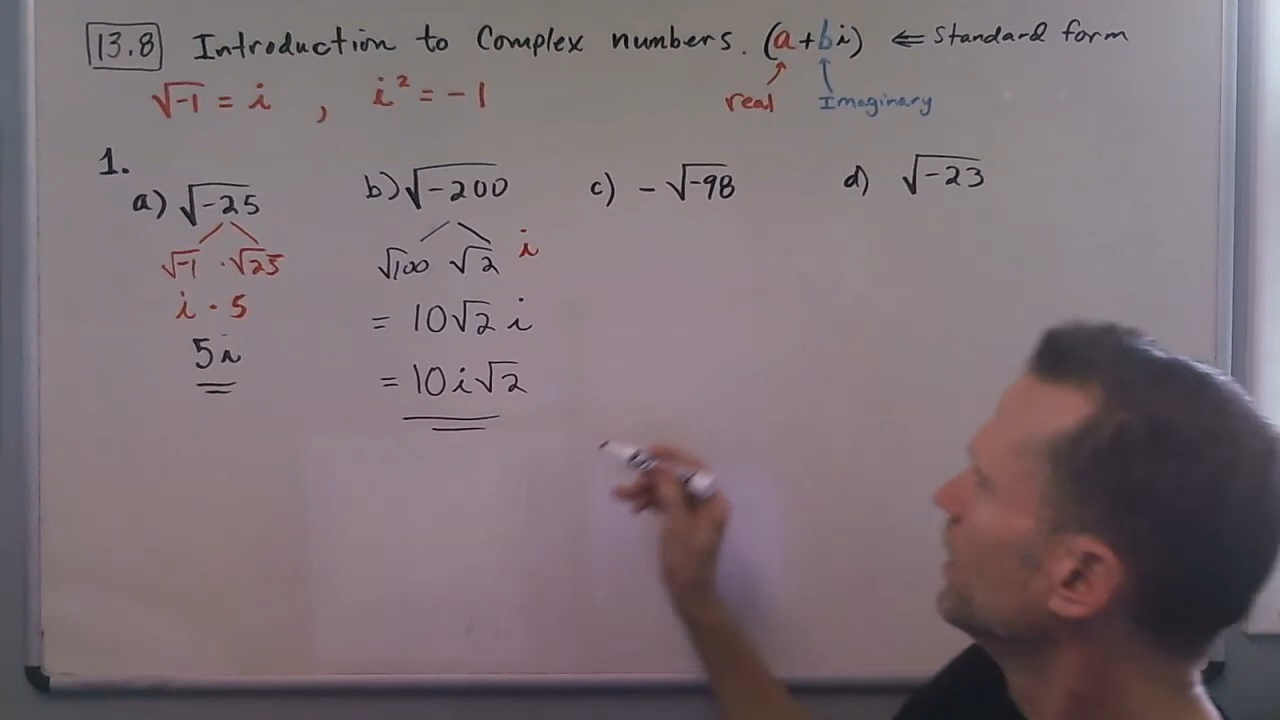 13.8 Introduction to Complex numbers. (a+bi) ← Standard form
√-1 = i , i² = -1 real Imaginary
1.
a) √-25 b) √-200 c) -√-98 d) √-23
√-1 · √25 √100 √2 i
i · 5 = 10√2 i
5i = 10i√2